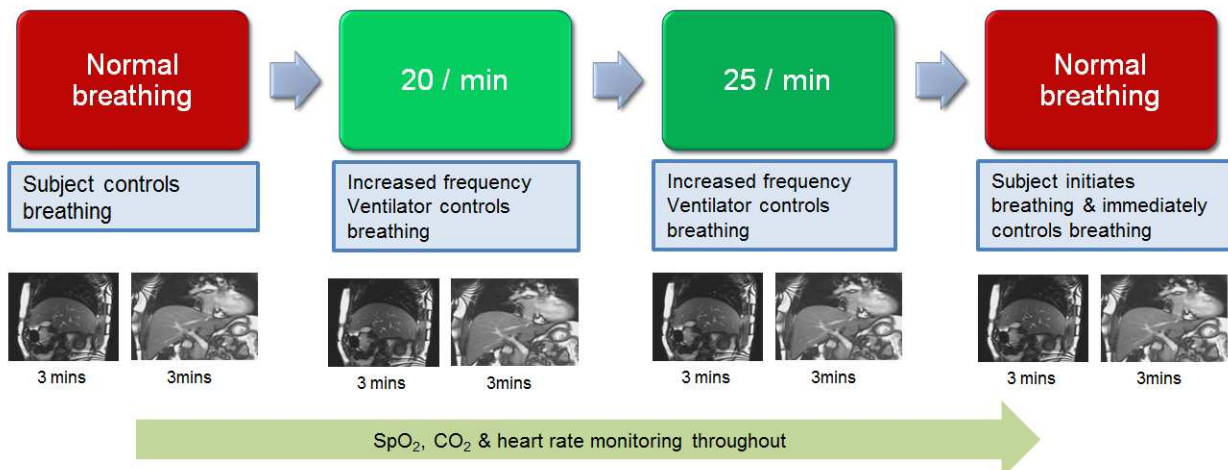 Normal
breathing
20 / min
25 / min
Normal
breathing
Subject controls
breathing
Increased frequency
Ventilator controls
breathing
Increased frequency
Ventilator controls
breathing
Subject initiates
breathing & immediately
controls breathing
3 mins
3mins
3 mins
3mins
3 mins
3mins
3 mins
3mins
SpO₂, CO₂ & heart rate monitoring throughout